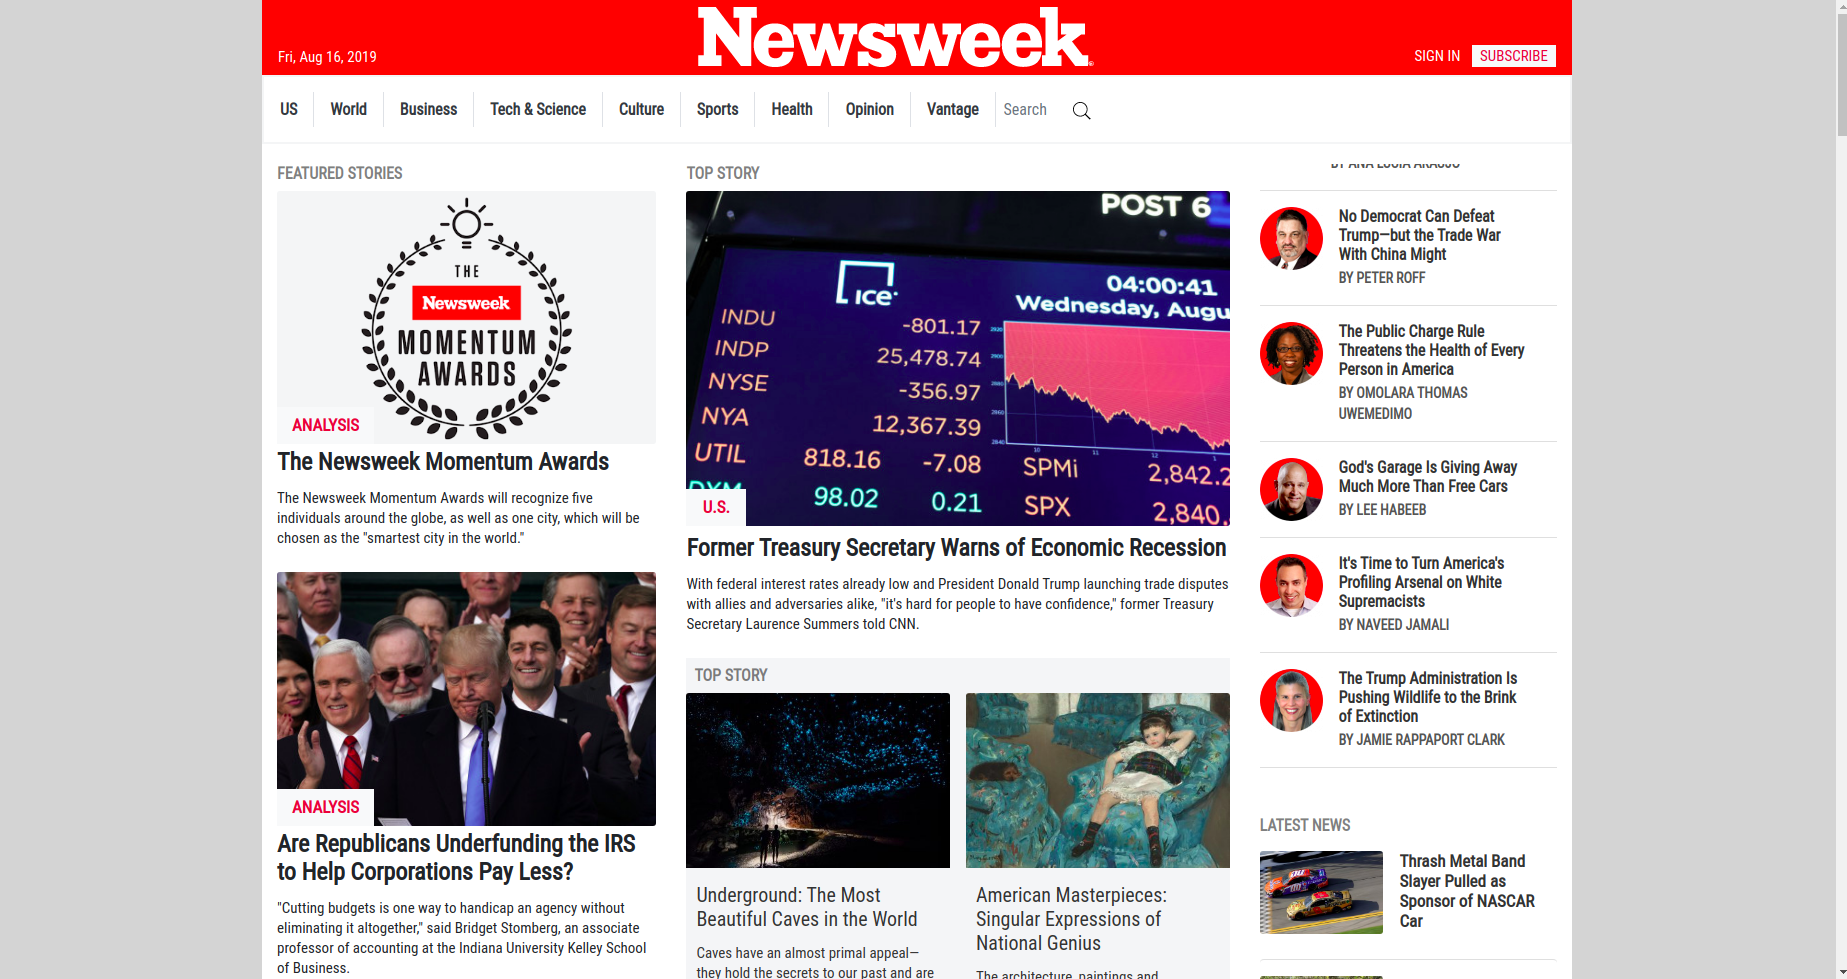 Newsweek
Fri, Aug 16, 2019
SIGN IN
SUBSCRIBE
US
World
Business
Tech & Science
Culture
Sports
Health
Opinion
Vantage
Search
FEATURED STORIES
THE
Newsweek
MOMENTUM
AWARDS
ANALYSIS
The Newsweek Momentum Awards
The Newsweek Momentum Awards will recognize five
individuals around the globe, as well as one city, which will be
chosen as the "smartest city in the world."
ANALYSIS
Are Republicans Underfunding the IRS
to Help Corporations Pay Less?
"Cutting budgets is one way to handicap an agency without
eliminating it altogether," said Bridget Stomberg, an associate
professor of accounting at the Indiana University Kelley School
of Business.
TOP STORY
POST 6
ICE
04:00:41
Wednesday, Augu
INDU -801.17
INDP 25,478.74
NYSE -356.97
NYA 12,367.39
UTIL 818.16 -7.08 SPMi 2,842.2
DXM 98.02 0.21 SPX 2,840.
2920
2900
2880
2860
2840
10 11 12 1
U.S.
Former Treasury Secretary Warns of Economic Recession
With federal interest rates already low and President Donald Trump launching trade disputes
with allies and adversaries alike, "it's hard for people to have confidence," former Treasury
Secretary Laurence Summers told CNN.
TOP STORY
Underground: The Most
Beautiful Caves in the World
Caves have an almost primal appeal—
they hold the secrets to our past and are
American Masterpieces:
Singular Expressions of
National Genius
The architecture, paintings and
BY ANA LUCIA ARAUJO
No Democrat Can Defeat
Trump—but the Trade War
With China Might
BY PETER ROFF
The Public Charge Rule
Threatens the Health of Every
Person in America
BY OMOLARA THOMAS
UWEMEDIMO
God's Garage Is Giving Away
Much More Than Free Cars
BY LEE HABEEB
It's Time to Turn America's
Profiling Arsenal on White
Supremacists
BY NAVEED JAMALI
The Trump Administration Is
Pushing Wildlife to the Brink
of Extinction
BY JAMIE RAPPAPORT CLARK
LATEST NEWS
Thrash Metal Band
Slayer Pulled as
Sponsor of NASCAR
Car